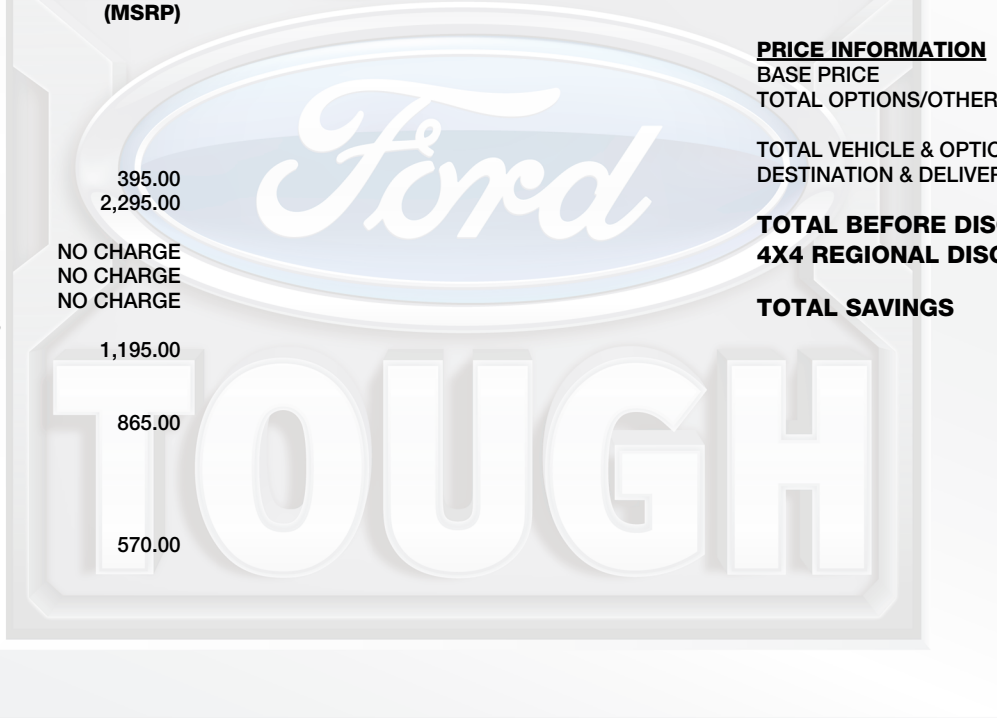 (MSRP)
395.00
2,295.00
NO CHARGE
NO CHARGE
NO CHARGE
1,195.00
865.00
570.00
PRICE INFORMATION
BASE PRICE
TOTAL OPTIONS/OTHER
TOTAL VEHICLE & OPTIO
DESTINATION & DELIVER
TOTAL BEFORE DISC
4X4 REGIONAL DISC
TOTAL SAVINGS
Ford
TOUGH